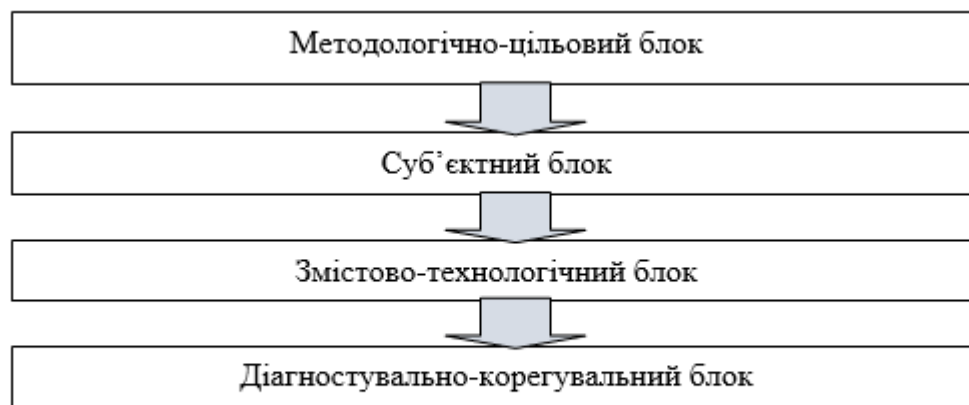 Методологічно-цільовий блок
Суб’єктний блок
Змістово-технологічний блок
Діагностувально-корегувальний блок